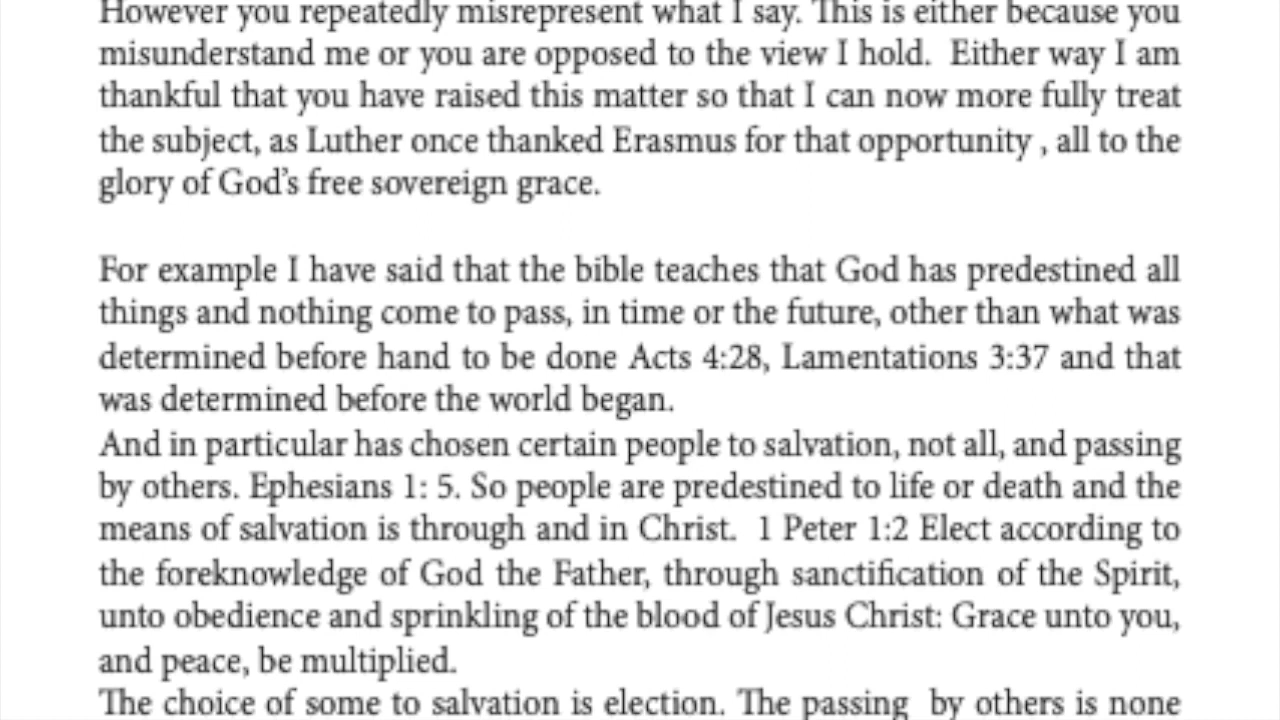 However you repeatedly misrepresent what I say. This is either because you
misunderstand me or you are opposed to the view I hold.  Either way I am
thankful that you have raised this matter so that I can now more fully treat
the subject, as Luther once thanked Erasmus for that opportunity , all to the
glory of God's free sovereign grace.
For example I have said that the bible teaches that God has predestined all
things and nothing come to pass, in time or the future, other than what was
determined before hand to be done Acts 4:28, Lamentations 3:37 and that
was determined before the world began.
And in particular has chosen certain people to salvation, not all, and passing
by others. Ephesians 1: 5. So people are predestined to life or death and the
means of salvation is through and in Christ.  1 Peter 1:2 Elect according to
the foreknowledge of God the Father, through sanctification of the Spirit,
unto obedience and sprinkling of the blood of Jesus Christ: Grace unto you,
and peace, be multiplied.
The choice of some to salvation is election. The passing  by others is none